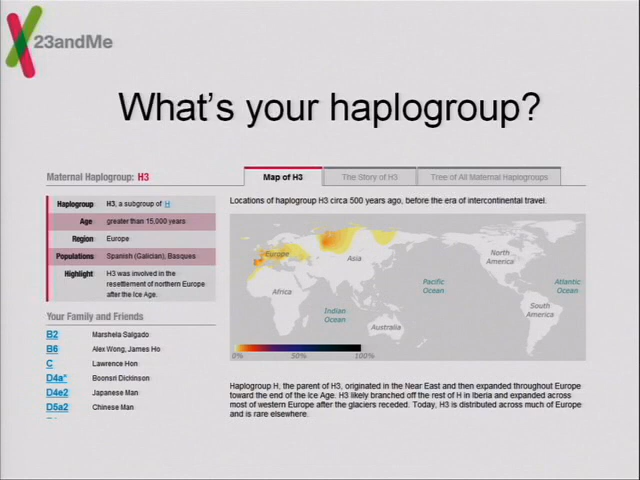 23andMe
What's your haplogroup?
Maternal Haplogroup: H3
Map of H3
The Story of H3
Tree of All Maternal Haplogroups
Haplogroup H3, a subgroup of H
Age greater than 15,000 years
Region Europe
Populations Spanish (Galician), Basques
Highlight H3 was involved in the
resettlement of northern Europe
after the Ice Age.
Your Family and Friends
B2 Marshela Salgado
B6 Alex Wong, James Ho
C Lawrence Hon
D4a* Boonsri Dickinson
D4e2 Japanese Man
D5a2 Chinese Man
Locations of haplogroup H3 circa 500 years ago, before the era of intercontinental travel.
Europe
Asia
North
America
Africa
Pacific
Ocean
Atlantic
Ocean
Indian
Ocean
South
America
Australia
0% 50% 100%
Haplogroup H, the parent of H3, originated in the Near East and then expanded throughout Europe
toward the end of the Ice Age. H3 likely branched off the rest of H in Iberia and expanded across
most of western Europe after the glaciers receded. Today, H3 is distributed across much of Europe
and is rare elsewhere.